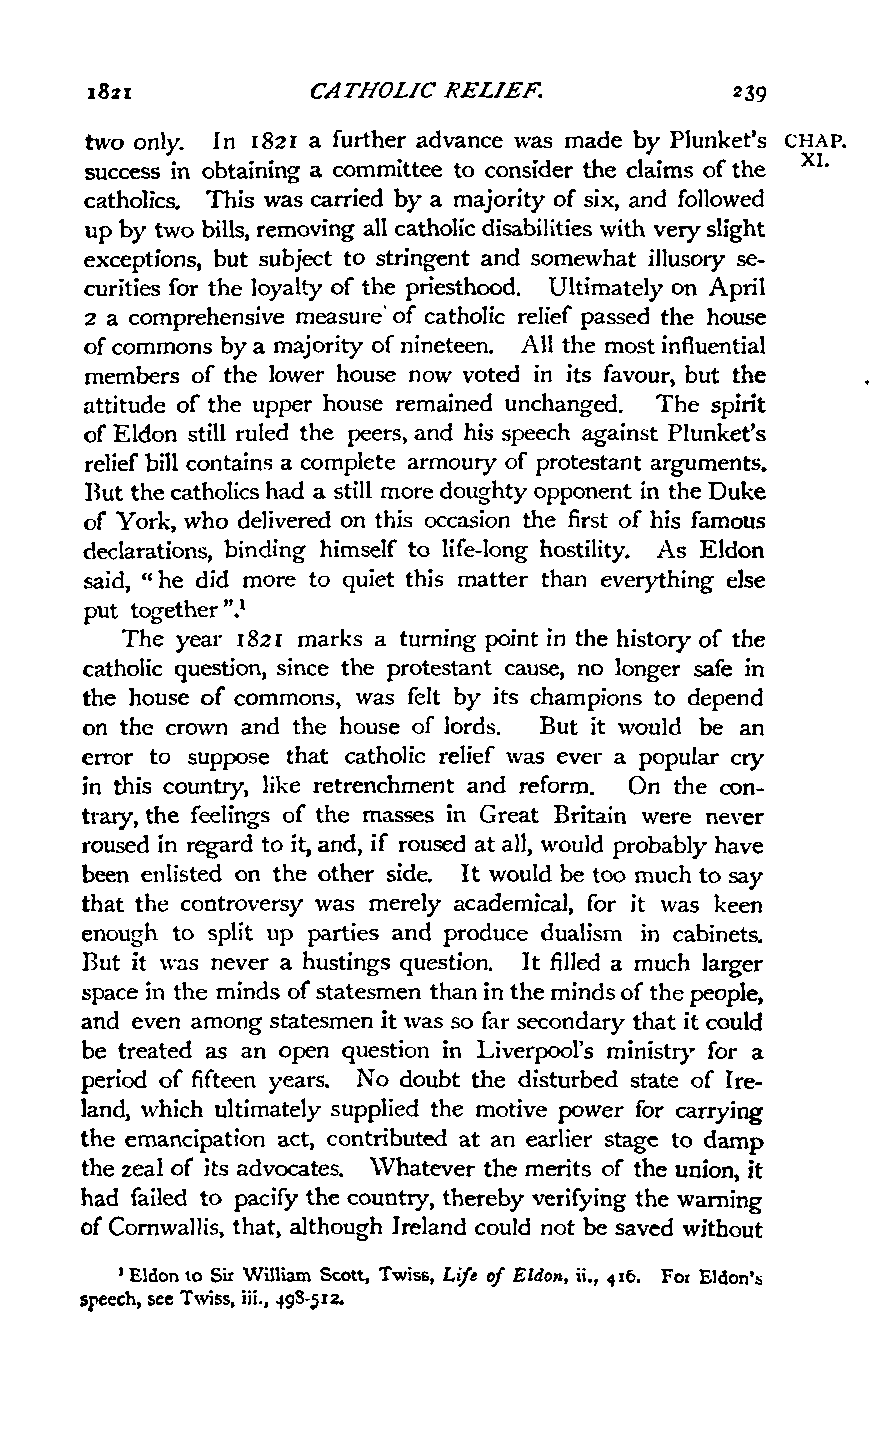 1821 CATHOLIC RELIEF. 239
two only. In 1821 a further advance was made by Plunket's CHAP.
success in obtaining a committee to consider the claims of the XI.
catholics. This was carried by a majority of six, and followed
up by two bills, removing all catholic disabilities with very slight
exceptions, but subject to stringent and somewhat illusory se-
curities for the loyalty of the priesthood. Ultimately on April
2 a comprehensive measure of catholic relief passed the house
of commons by a majority of nineteen. All the most influential
members of the lower house now voted in its favour, but the
attitude of the upper house remained unchanged. The spirit
of Eldon still ruled the peers, and his speech against Plunket's
relief bill contains a complete armoury of protestant arguments.
But the catholics had a still more doughty opponent in the Duke
of York, who delivered on this occasion the first of his famous
declarations, binding himself to life-long hostility. As Eldon
said, "he did more to quiet this matter than everything else
put together".¹
The year 1821 marks a turning point in the history of the
catholic question, since the protestant cause, no longer safe in
the house of commons, was felt by its champions to depend
on the crown and the house of lords. But it would be an
error to suppose that catholic relief was ever a popular cry
in this country, like retrenchment and reform. On the con-
trary, the feelings of the masses in Great Britain were never
roused in regard to it, and, if roused at all, would probably have
been enlisted on the other side. It would be too much to say
that the controversy was merely academical, for it was keen
enough to split up parties and produce dualism in cabinets.
But it was never a hustings question. It filled a much larger
space in the minds of statesmen than in the minds of the people,
and even among statesmen it was so far secondary that it could
be treated as an open question in Liverpool's ministry for a
period of fifteen years. No doubt the disturbed state of Ire-
land, which ultimately supplied the motive power for carrying
the emancipation act, contributed at an earlier stage to damp
the zeal of its advocates. Whatever the merits of the union, it
had failed to pacify the country, thereby verifying the warning
of Cornwallis, that, although Ireland could not be saved without
¹ Eldon to Sir William Scott, Twiss, Life of Eldon, ii., 416. For Eldon's
speech, see Twiss, iii., 498-512.